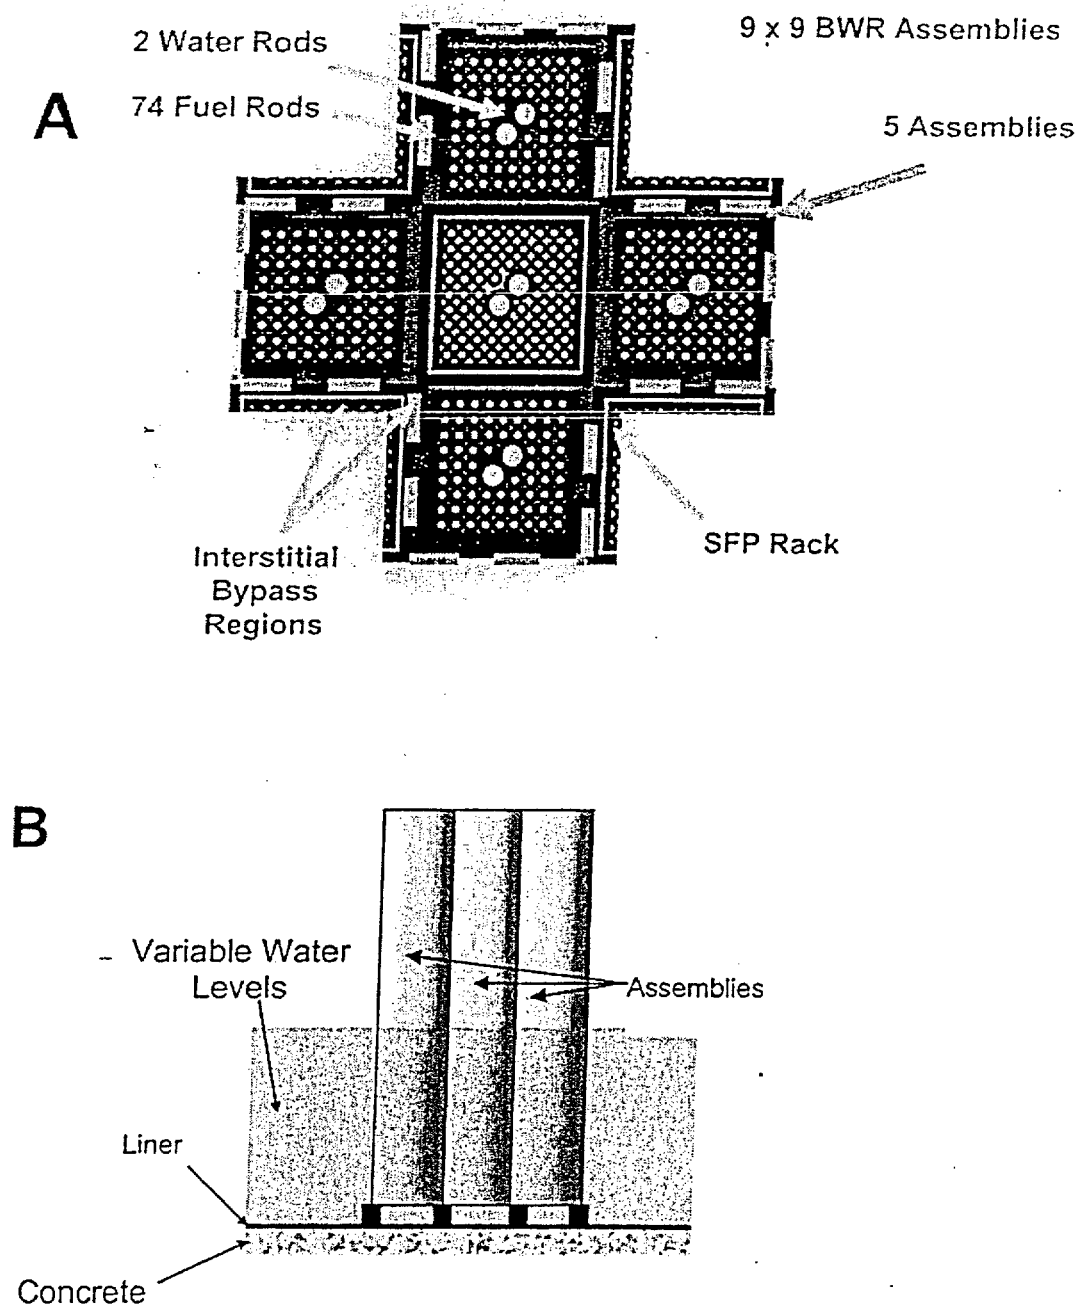 9 x 9 BWR Assemblies
2 Water Rods
A
74 Fuel Rods
5 Assemblies
Interstitial
Bypass
Regions
SFP Rack
B
Variable Water
Levels
Assemblies
Liner
Concrete